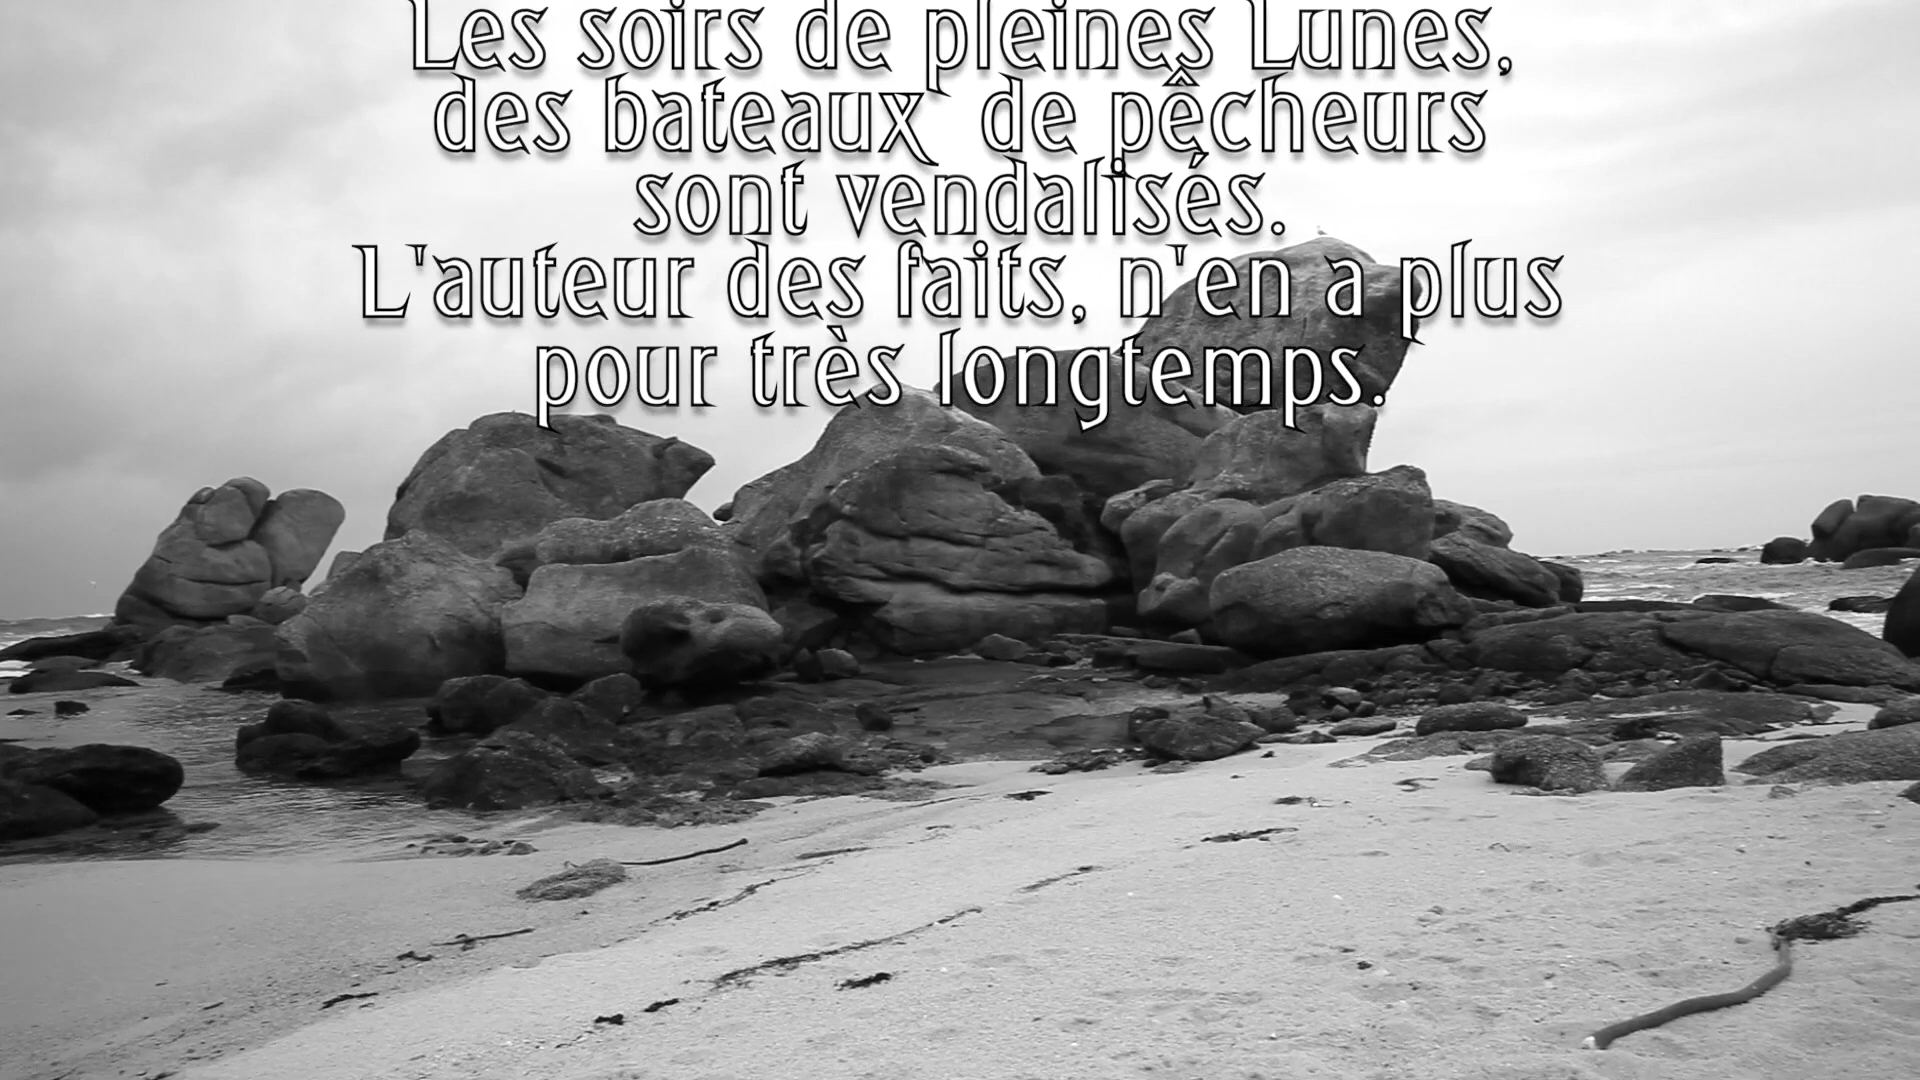 Les soirs de pleines Lunes,
des bateaux de pêcheurs
sont vendalisés.
L'auteur des faits, n'en a plus
pour très longtemps.